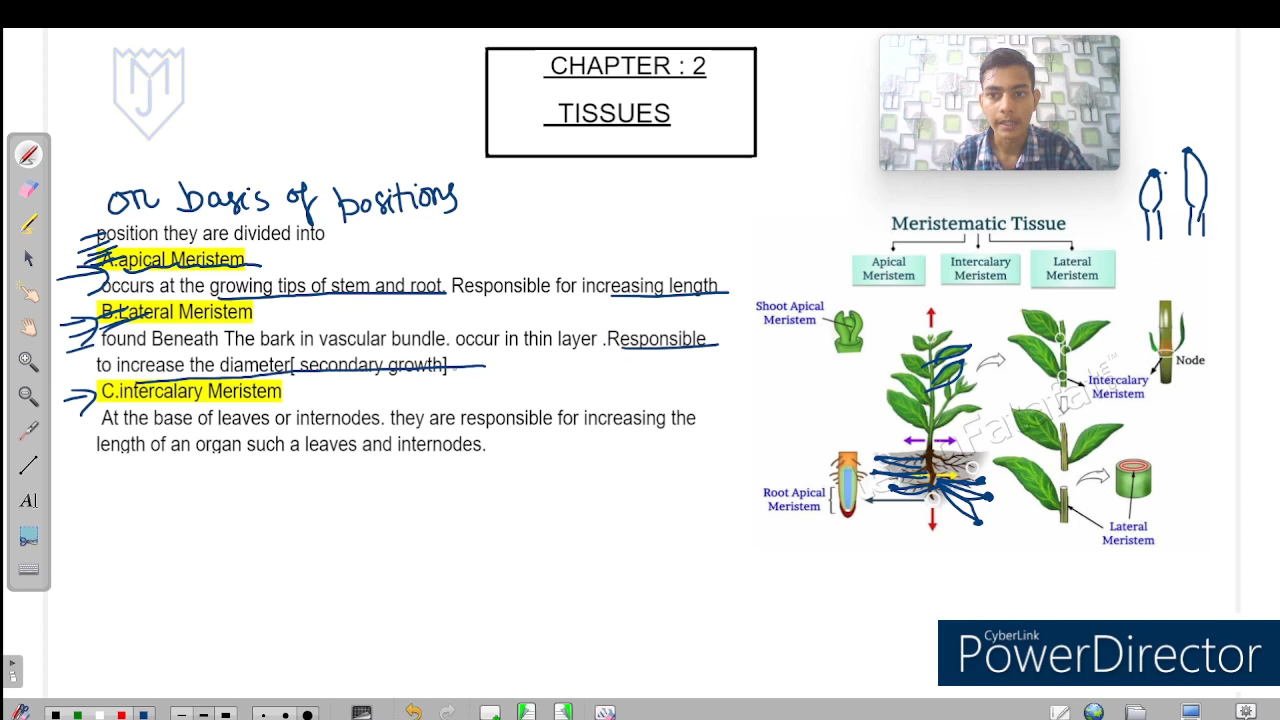 CHAPTER : 2
TISSUES
on basis of positions
position they are divided into
A.apical Meristem
occurs at the growing tips of stem and root. Responsible for increasing length
B.Lateral Meristem
found Beneath The bark in vascular bundle. occur in thin layer .Responsible
to increase the diameter[ secondary growth]
C.intercalary Meristem
At the base of leaves or internodes. they are responsible for increasing the
length of an organ such a leaves and internodes.
Meristematic Tissue
Apical
Meristem
Intercalary
Meristem
Lateral
Meristem
Shoot Apical
Meristem
Node
Intercalary
Meristem
Root Apical
Meristem
Lateral
Meristem
CyberLink
PowerDirector